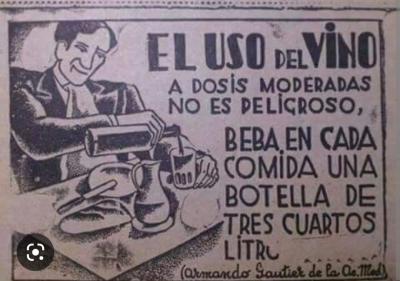 EL USO DEL VINO
A DOSIS MODERADAS
NO ES PELIGROSO,
BEBA, EN CADA
COMIDA UNA
BOTELLA DE
TRES CUARTOS
LITR
(Armando Gautier de la Ac. Med)